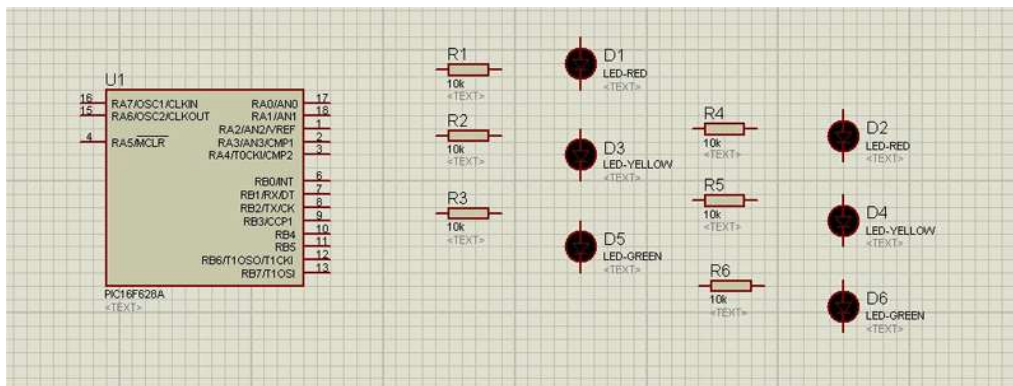 U1
16 RA7/OSC1/CLKIN RA0/AN0 17
15 RA6/OSC2/CLKOUT RA1/AN1 18
RA2/AN2/VREF 1
4 RA5/MCLR RA3/AN3/CMP1 2
RA4/T0CKI/CMP2 3
RB0/INT 6
RB1/RX/DT 7
RB2/TX/CK 8
RB3/CCP1 9
RB4 10
RB5 11
RB6/T1OSO/T1CKI 12
RB7/T1OSI 13
PIC16F628A
<TEXT>
R1
10k
<TEXT>
R2
10k
<TEXT>
R3
10k
<TEXT>
D1
LED-RED
<TEXT>
D3
LED-YELLOW
<TEXT>
D5
LED-GREEN
<TEXT>
R4
10k
<TEXT>
R5
10k
<TEXT>
R6
10k
<TEXT>
D2
LED-RED
<TEXT>
D4
LED-YELLOW
<TEXT>
D6
LED-GREEN
<TEXT>